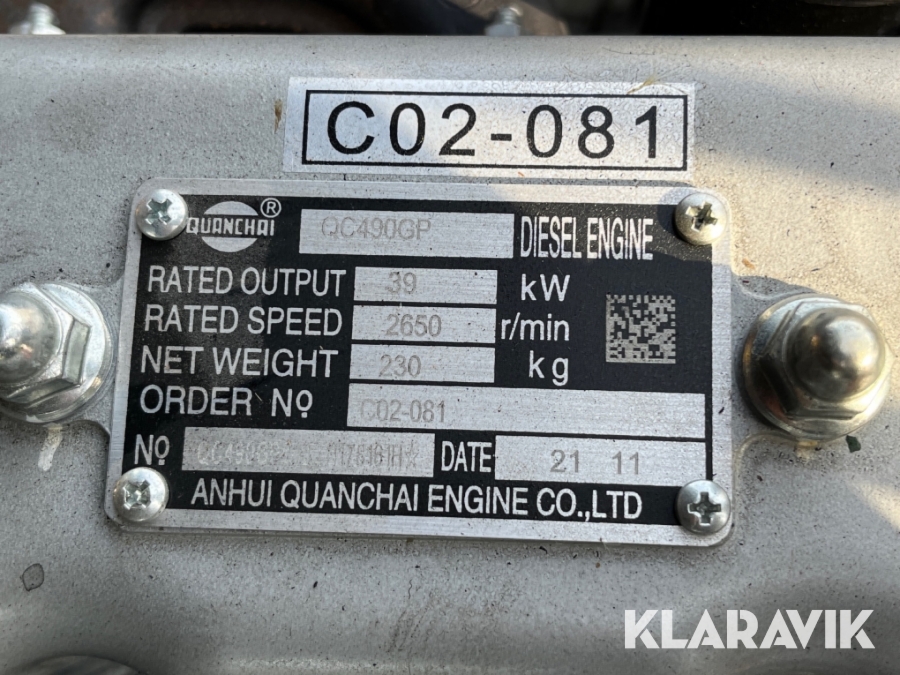 C02-081
QUANCHAI ® QC490GP DIESEL ENGINE
RATED OUTPUT 39 kW
RATED SPEED 2650 r/min
NET WEIGHT 230 kg
ORDER Nº C02-081
Nº DATE 21 11
ANHUI QUANCHAI ENGINE CO.,LTD
KLARAVIK